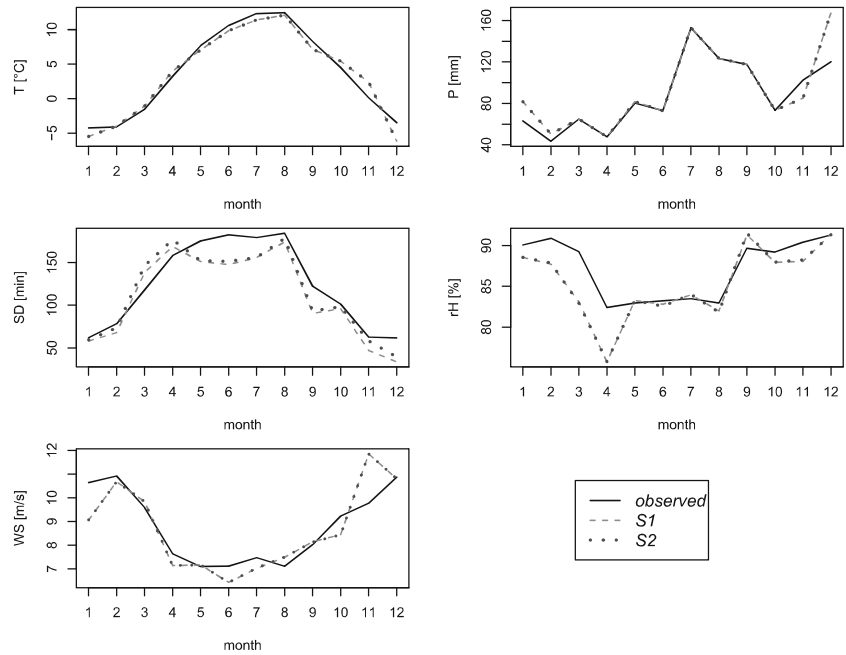 T [°C]
10
5
0
−5
1 2 3 4 5 6 7 8 9 10 11 12
month
P [mm]
160
120
80
40
1 2 3 4 5 6 7 8 9 10 11 12
month
SD [min]
150
100
50
1 2 3 4 5 6 7 8 9 10 11 12
month
rH [%]
90
85
80
1 2 3 4 5 6 7 8 9 10 11 12
month
WS [m/s]
12
10
9
8
7
1 2 3 4 5 6 7 8 9 10 11 12
month
observed
S1
S2